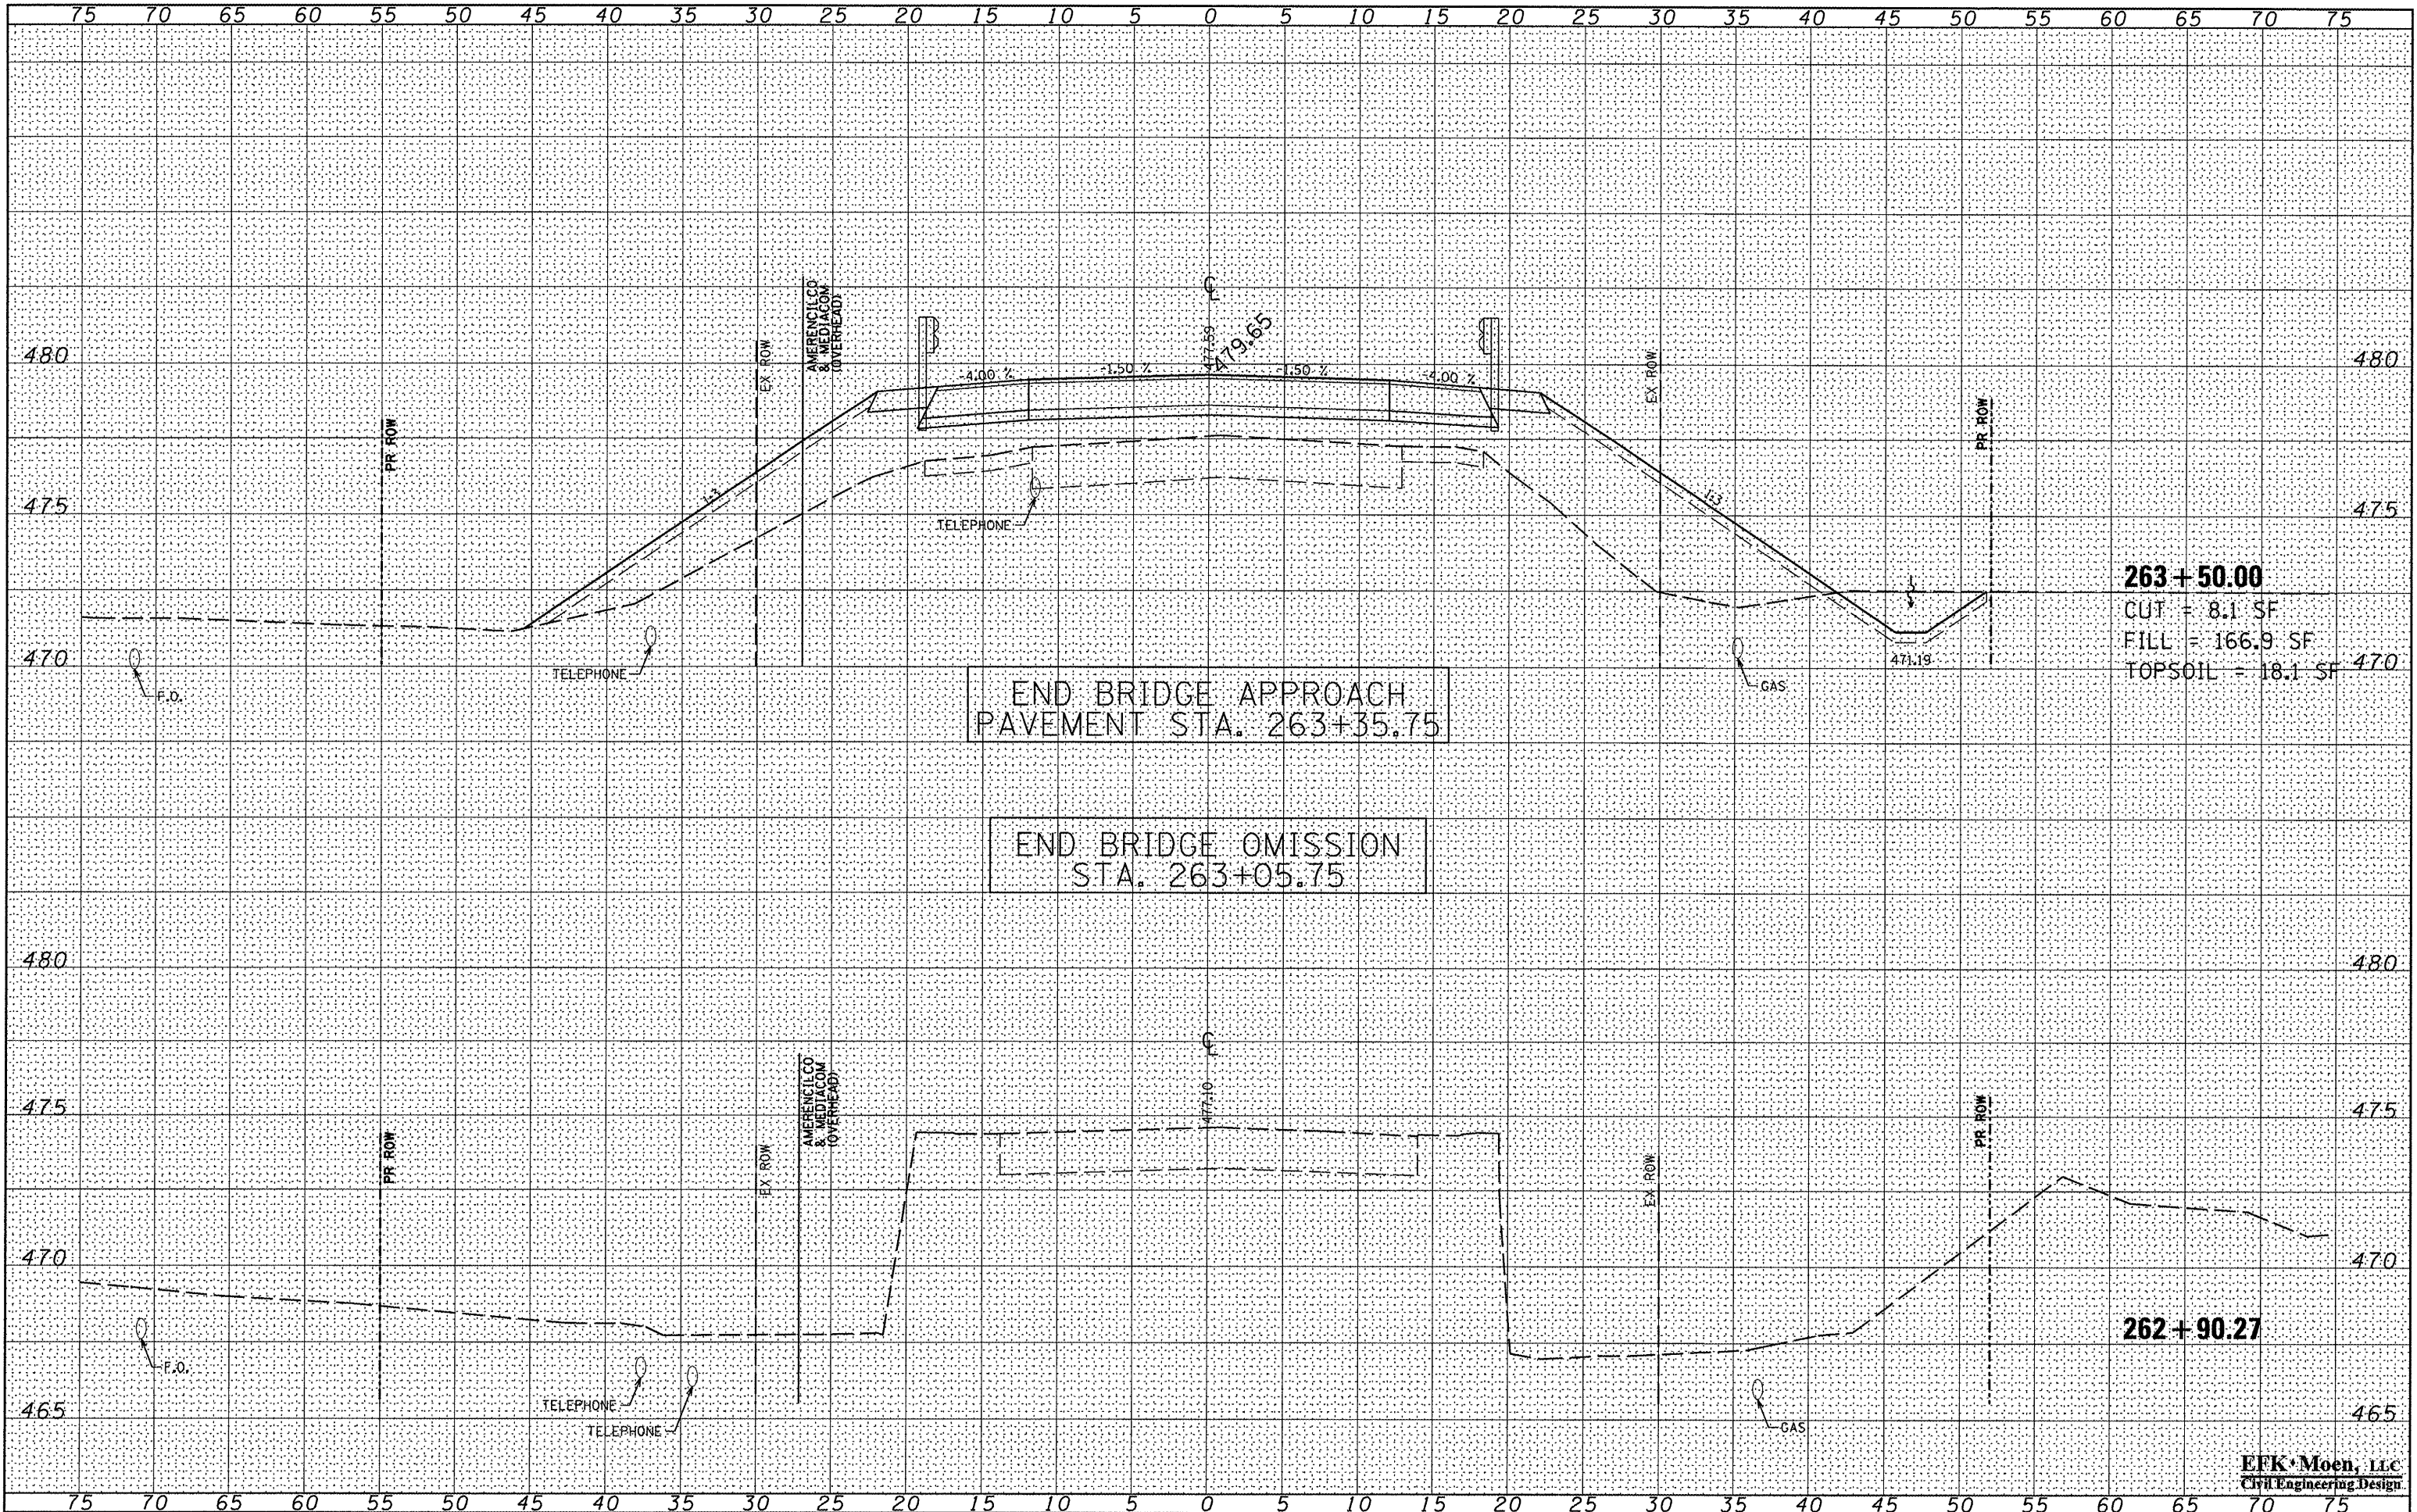 75 70 65 60 55 50 45 40 35 30 25 20 15 10 5 0 5 10 15 20 25 30 35 40 45 50 55 60 65 70 75
℄
AMERENCILCO
& MEDIACOM
(OVERHEAD)
EX ROW
477.59
479.65
480
-4.00 %
-1.50 %
-1.50 %
-4.00 %
EX ROW
480
PR ROW
PR ROW
1:3
1:3
475
TELEPHONE
475
263+50.00
CUT = 8.1 SF
FILL = 166.9 SF
TOPSOIL = 18.1 SF
470
F.O.
TELEPHONE
471.19
GAS
470
END BRIDGE APPROACH
PAVEMENT STA. 263+35.75
END BRIDGE OMISSION
STA. 263+05.75
480
480
℄
AMERENCILCO
& MEDIACOM
(OVERHEAD)
477.10
475
475
PR ROW
EX ROW
EX ROW
PR ROW
470
470
262+90.27
F.O.
TELEPHONE
TELEPHONE
GAS
465
465
EFK•Moen, LLC
Civil Engineering Design
75 70 65 60 55 50 45 40 35 30 25 20 15 10 5 0 5 10 15 20 25 30 35 40 45 50 55 60 65 70 75